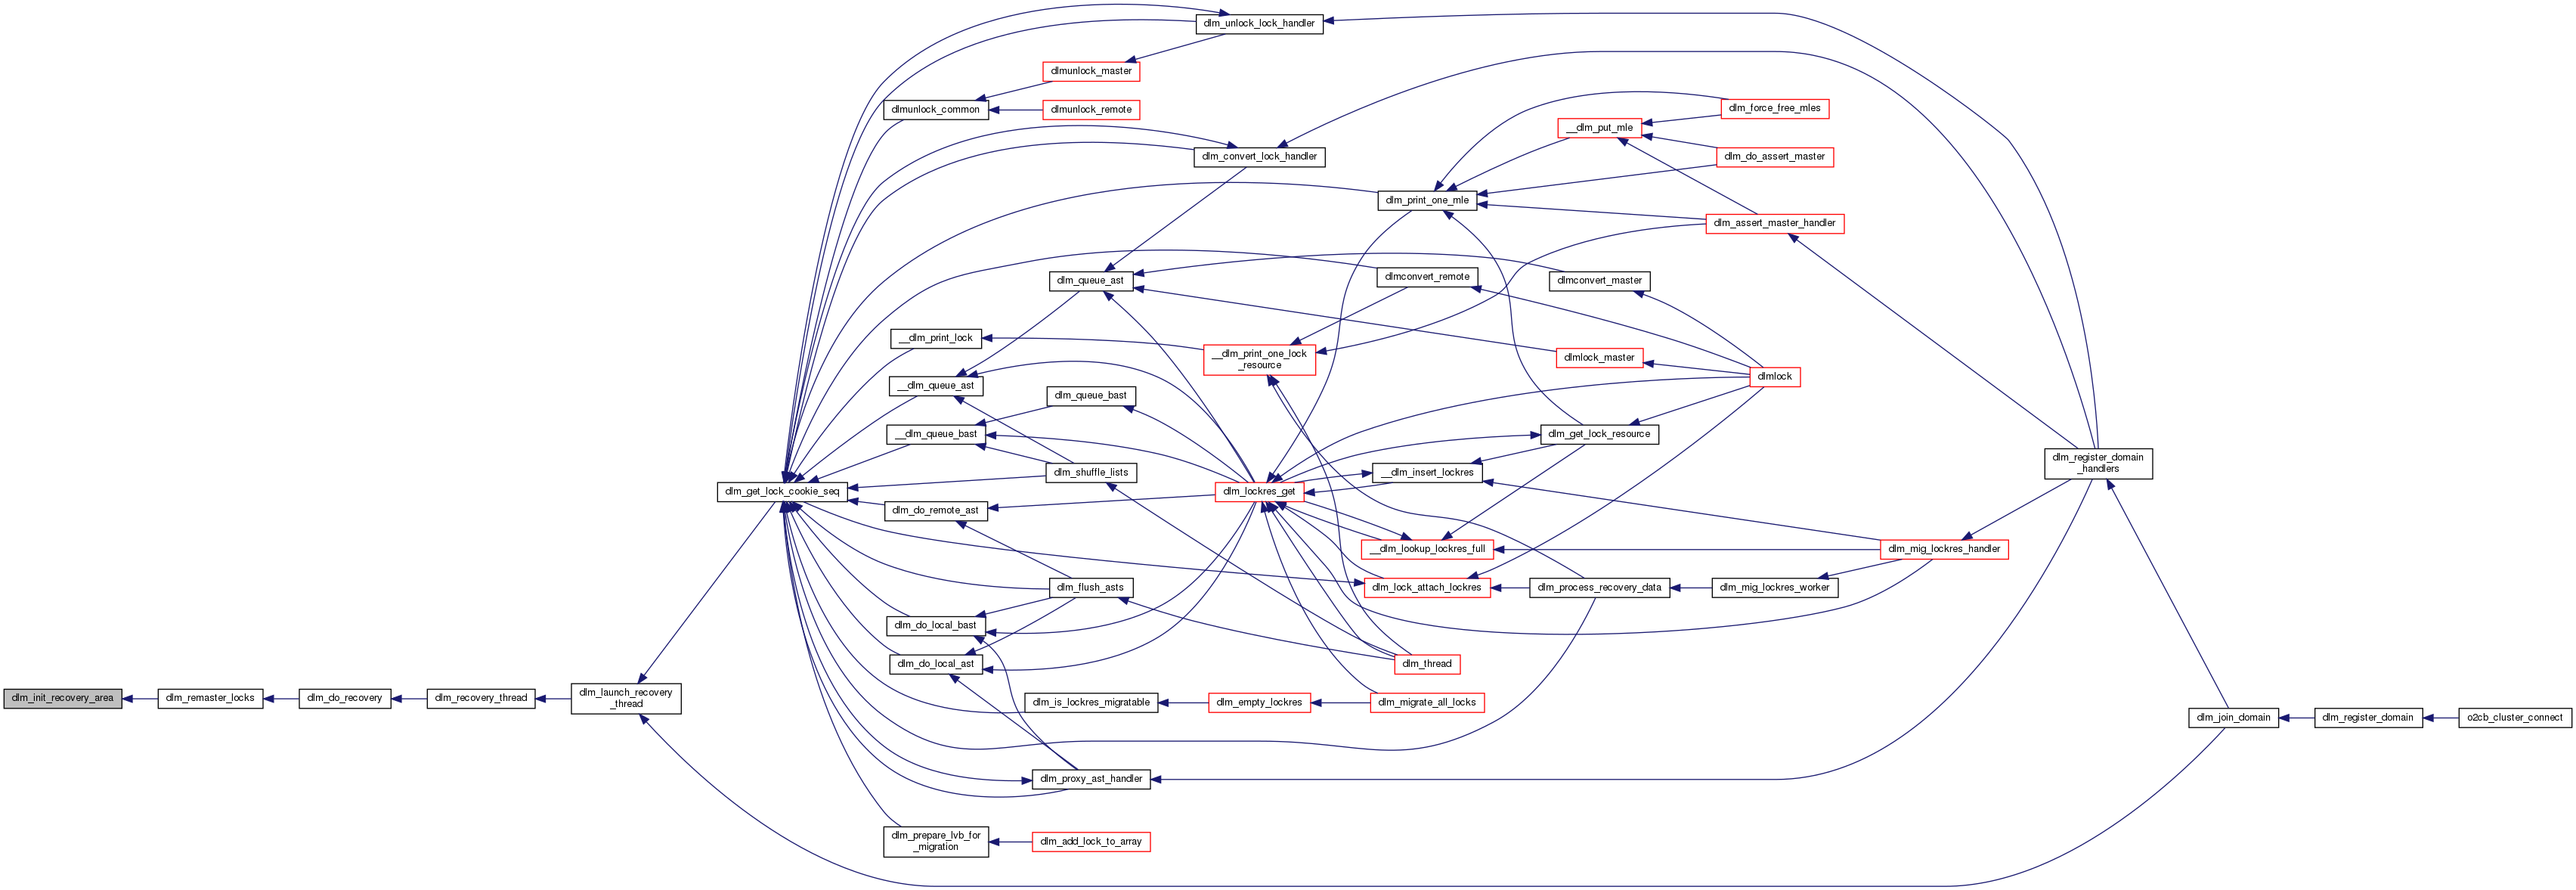 dlm_unlock_lock_handler
dlmunlock_master
dlmunlock_common
dlmunlock_remote
dlm_force_free_mles
__dlm_put_mle
dlm_convert_lock_handler
dlm_do_assert_master
dlm_print_one_mle
dlm_assert_master_handler
dlm_queue_ast
dlmconvert_remote
dlmconvert_master
__dlm_print_lock
__dlm_print_one_lock
_resource
dlmlock_master
dlmlock
__dlm_queue_ast
dlm_queue_bast
__dlm_queue_bast
dlm_get_lock_resource
dlm_shuffle_lists
__dlm_insert_lockres
dlm_register_domain
_handlers
dlm_get_lock_cookie_seq
dlm_lockres_get
dlm_do_remote_ast
__dlm_lookup_lockres_full
dlm_mig_lockres_handler
dlm_flush_asts
dlm_lock_attach_lockres
dlm_process_recovery_data
dlm_mig_lockres_worker
dlm_do_local_bast
dlm_do_local_ast
dlm_thread
dlm_init_recovery_area
dlm_remaster_locks
dlm_do_recovery
dlm_recovery_thread
dlm_launch_recovery
_thread
dlm_is_lockres_migratable
dlm_empty_lockres
dlm_migrate_all_locks
dlm_join_domain
dlm_register_domain
o2cb_cluster_connect
dlm_proxy_ast_handler
dlm_prepare_lvb_for
_migration
dlm_add_lock_to_array